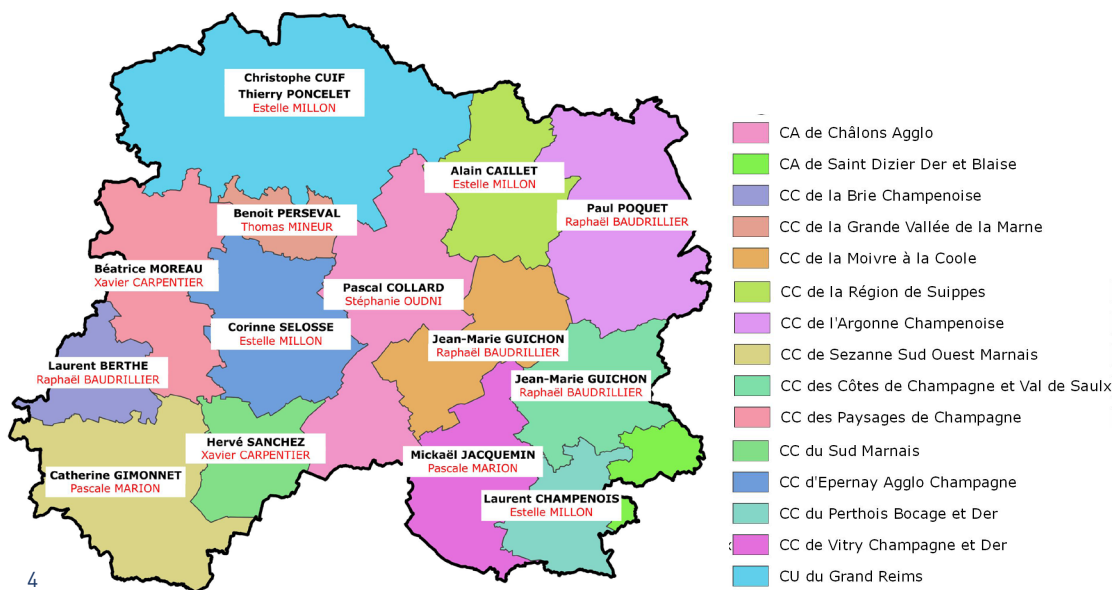 Christophe CUIF
Thierry PONCELET
Estelle MILLON
Alain CAILLET
Estelle MILLON
Benoit PERSEVAL
Thomas MINEUR
Paul POQUET
Raphaël BAUDRILLIER
Béatrice MOREAU
Xavier CARPENTIER
Pascal COLLARD
Stéphanie OUDNI
Corinne SELOSSE
Estelle MILLON
Jean-Marie GUICHON
Raphaël BAUDRILLIER
Laurent BERTHE
Raphaël BAUDRILLIER
Jean-Marie GUICHON
Raphaël BAUDRILLIER
Hervé SANCHEZ
Xavier CARPENTIER
Mickaël JACQUEMIN
Pascale MARION
Catherine GIMONNET
Pascale MARION
Laurent CHAMPENOIS
Estelle MILLON
4
CA de Châlons Agglo
CA de Saint Dizier Der et Blaise
CC de la Brie Champenoise
CC de la Grande Vallée de la Marne
CC de la Moivre à la Coole
CC de la Région de Suippes
CC de l'Argonne Champenoise
CC de Sezanne Sud Ouest Marnais
CC des Côtes de Champagne et Val de Saulx
CC des Paysages de Champagne
CC du Sud Marnais
CC d'Epernay Agglo Champagne
CC du Perthois Bocage et Der
CC de Vitry Champagne et Der
CU du Grand Reims